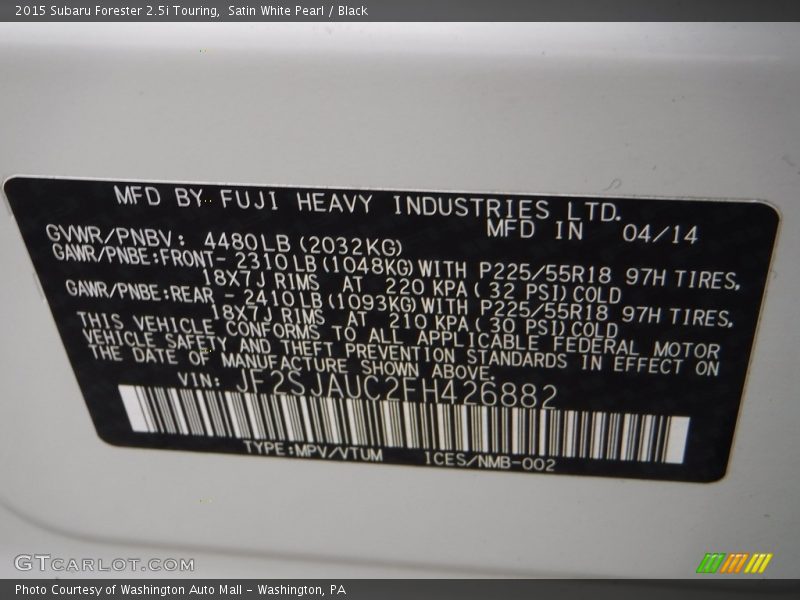 2015 Subaru Forester 2.5i Touring,  Satin White Pearl / Black
MFD BY FUJI HEAVY INDUSTRIES LTD.
MFD IN 04/14
GVWR/PNBV: 4480LB (2032KG)
GAWR/PNBE:FRONT- 2310LB (1048KG) WITH P225/55R18 97H TIRES,
18X7J RIMS AT 220 KPA ( 32 PSI) COLD
GAWR/PNBE:REAR - 2410LB (1093KG) WITH P225/55R18 97H TIRES,
18X7J RIMS AT 210 KPA ( 30 PSI) COLD
THIS VEHICLE CONFORMS TO ALL APPLICABLE FEDERAL MOTOR
VEHICLE SAFETY AND THEFT PREVENTION STANDARDS IN EFFECT ON
THE DATE OF MANUFACTURE SHOWN ABOVE.
VIN: JF2SJAUC2FH426882
TYPE:MPV/VTUM ICES/NMB-002
GTCARLOT.COM
Photo Courtesy of Washington Auto Mall - Washington, PA